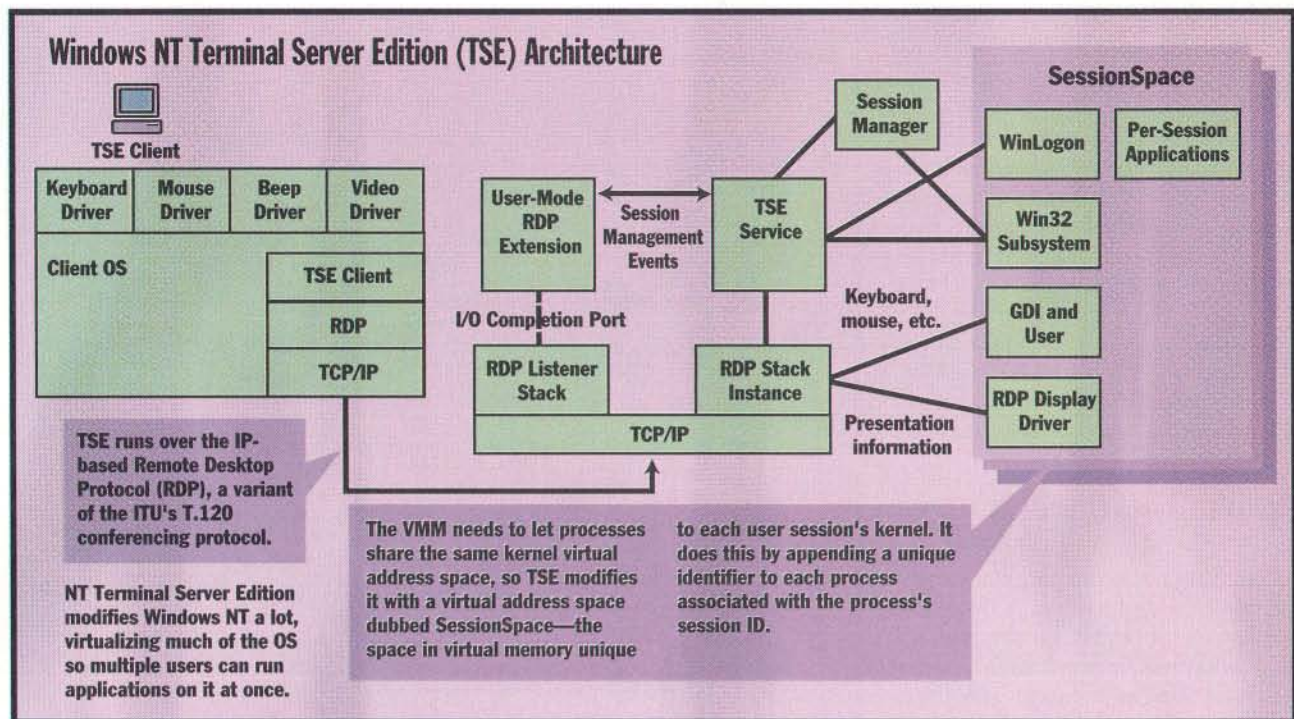 Windows NT Terminal Server Edition (TSE) Architecture
TSE Client
Keyboard
Driver
Mouse
Driver
Beep
Driver
Video
Driver
Client OS
TSE Client
RDP
TCP/IP
User-Mode
RDP
Extension
Session
Management
Events
TSE
Service
Session
Manager
I/O Completion Port
RDP Listener
Stack
RDP Stack
Instance
TCP/IP
Keyboard,
mouse, etc.
Presentation
information
SessionSpace
WinLogon
Per-Session
Applications
Win32
Subsystem
GDI and
User
RDP Display
Driver
TSE runs over the IP-
based Remote Desktop
Protocol (RDP), a variant
of the ITU's T.120
conferencing protocol.
NT Terminal Server Edition
modifies Windows NT a lot,
virtualizing much of the OS
so multiple users can run
applications on it at once.
The VMM needs to let processes
share the same kernel virtual
address space, so TSE modifies
it with a virtual address space
dubbed SessionSpace—the
space in virtual memory unique
to each user session's kernel. It
does this by appending a unique
identifier to each process
associated with the process's
session ID.